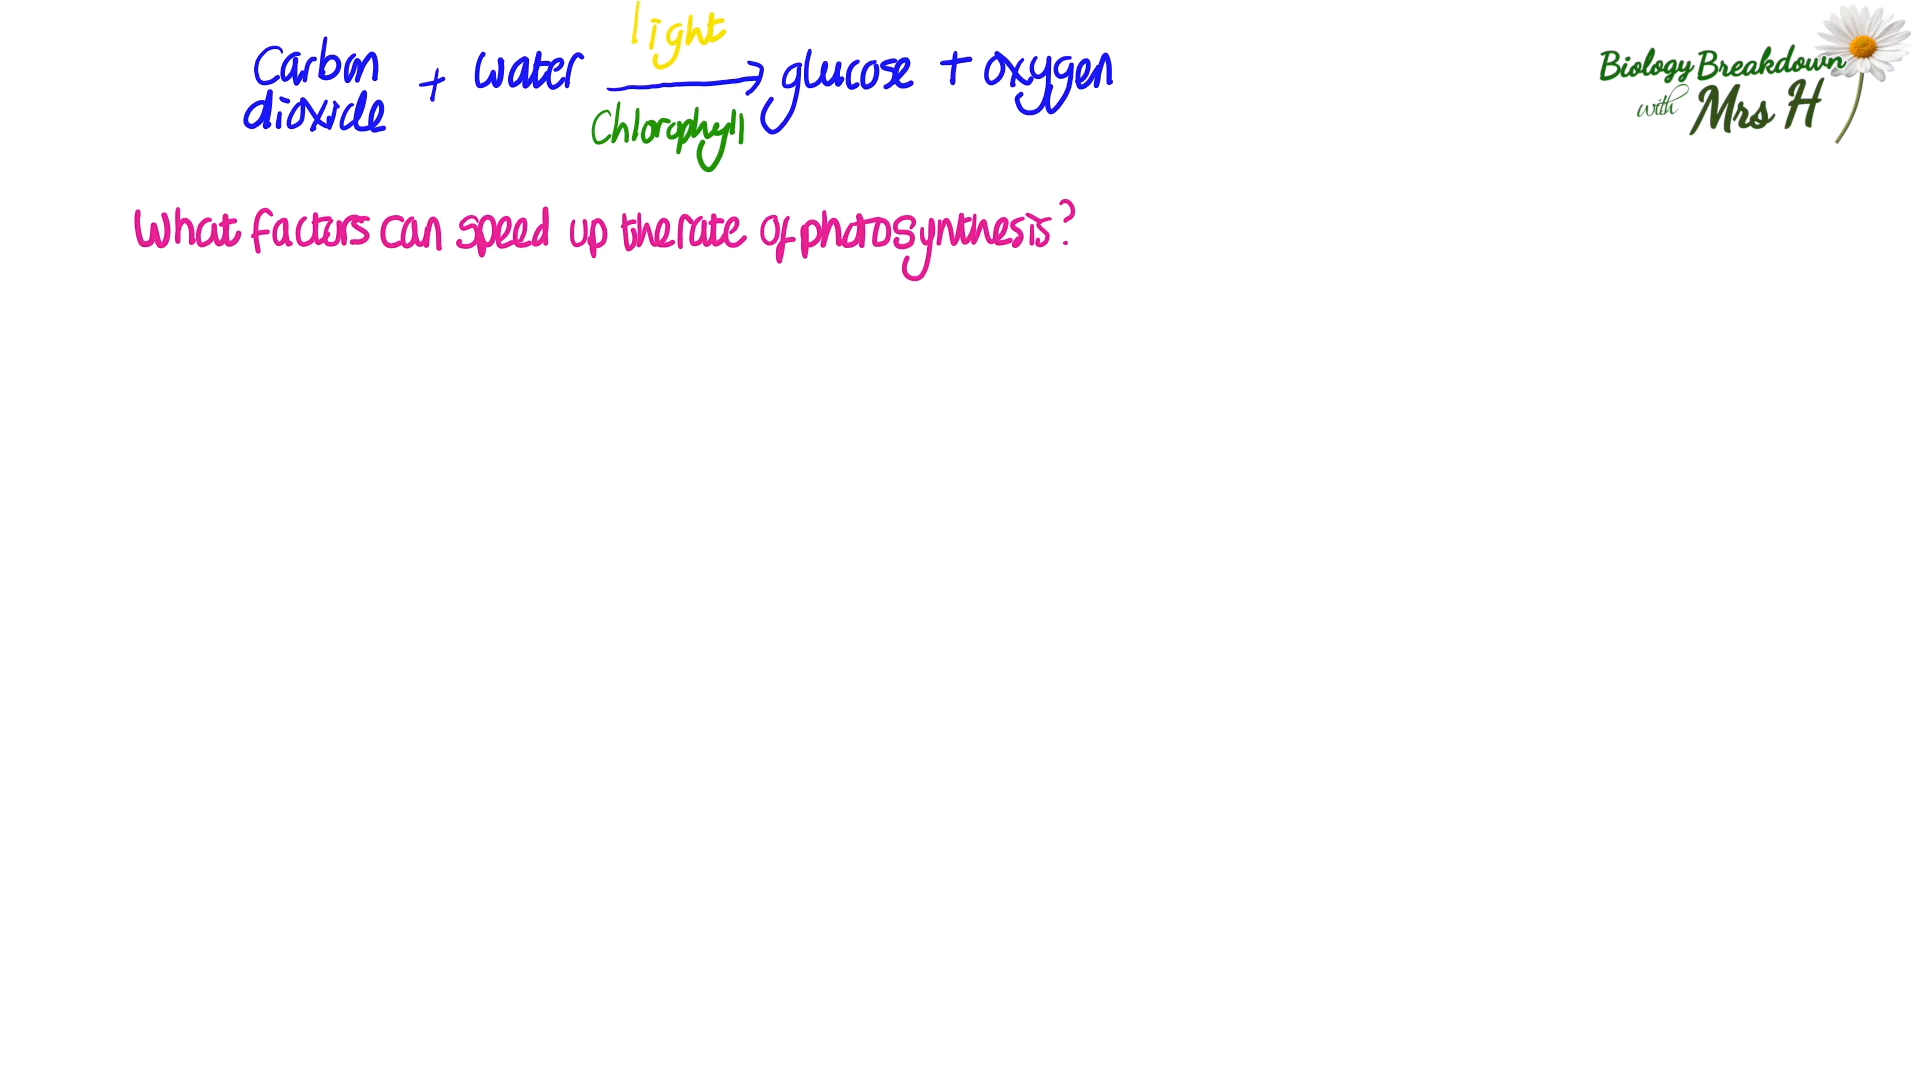 light
Carbon + water → glucose + oxygen
dioxide
Chlorophyll
What factors can speed up the rate of photosynthesis?
Biology Breakdown
with Mrs H